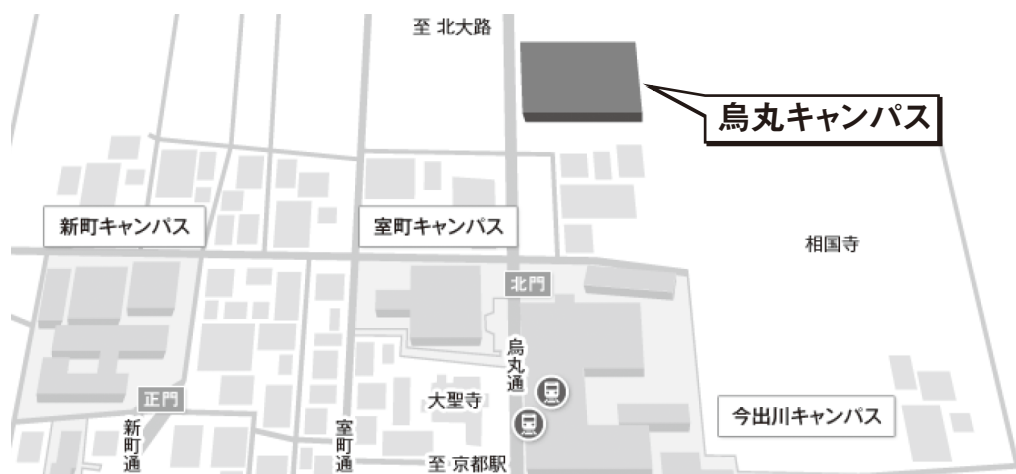 至 北大路
烏丸キャンパス
新町キャンパス
室町キャンパス
相国寺
北門
烏丸通
大聖寺
正門
今出川キャンパス
新町通
室町通
至 京都駅